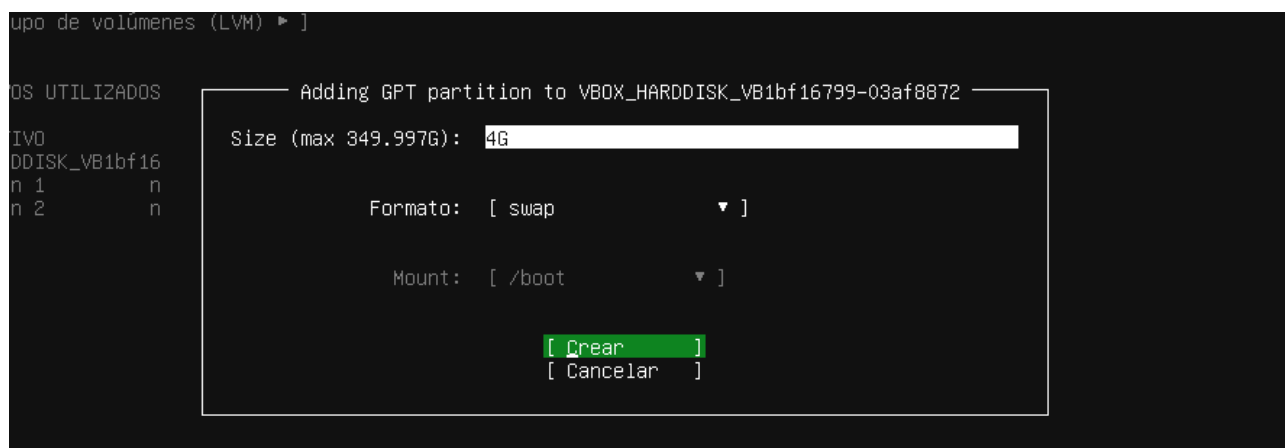 upo de volúmenes (LVM) ► ]
OS UTILIZADOS
Adding GPT partition to VBOX_HARDDISK_VB1bf16799-03af8872
TIVO
Size (max 349.997G): 4G
DDISK_VB1bf16
n 1 n
n 2 n
Formato: [ swap ▼ ]
Mount: [ /boot ▼ ]
[ Crear ]
[ Cancelar ]